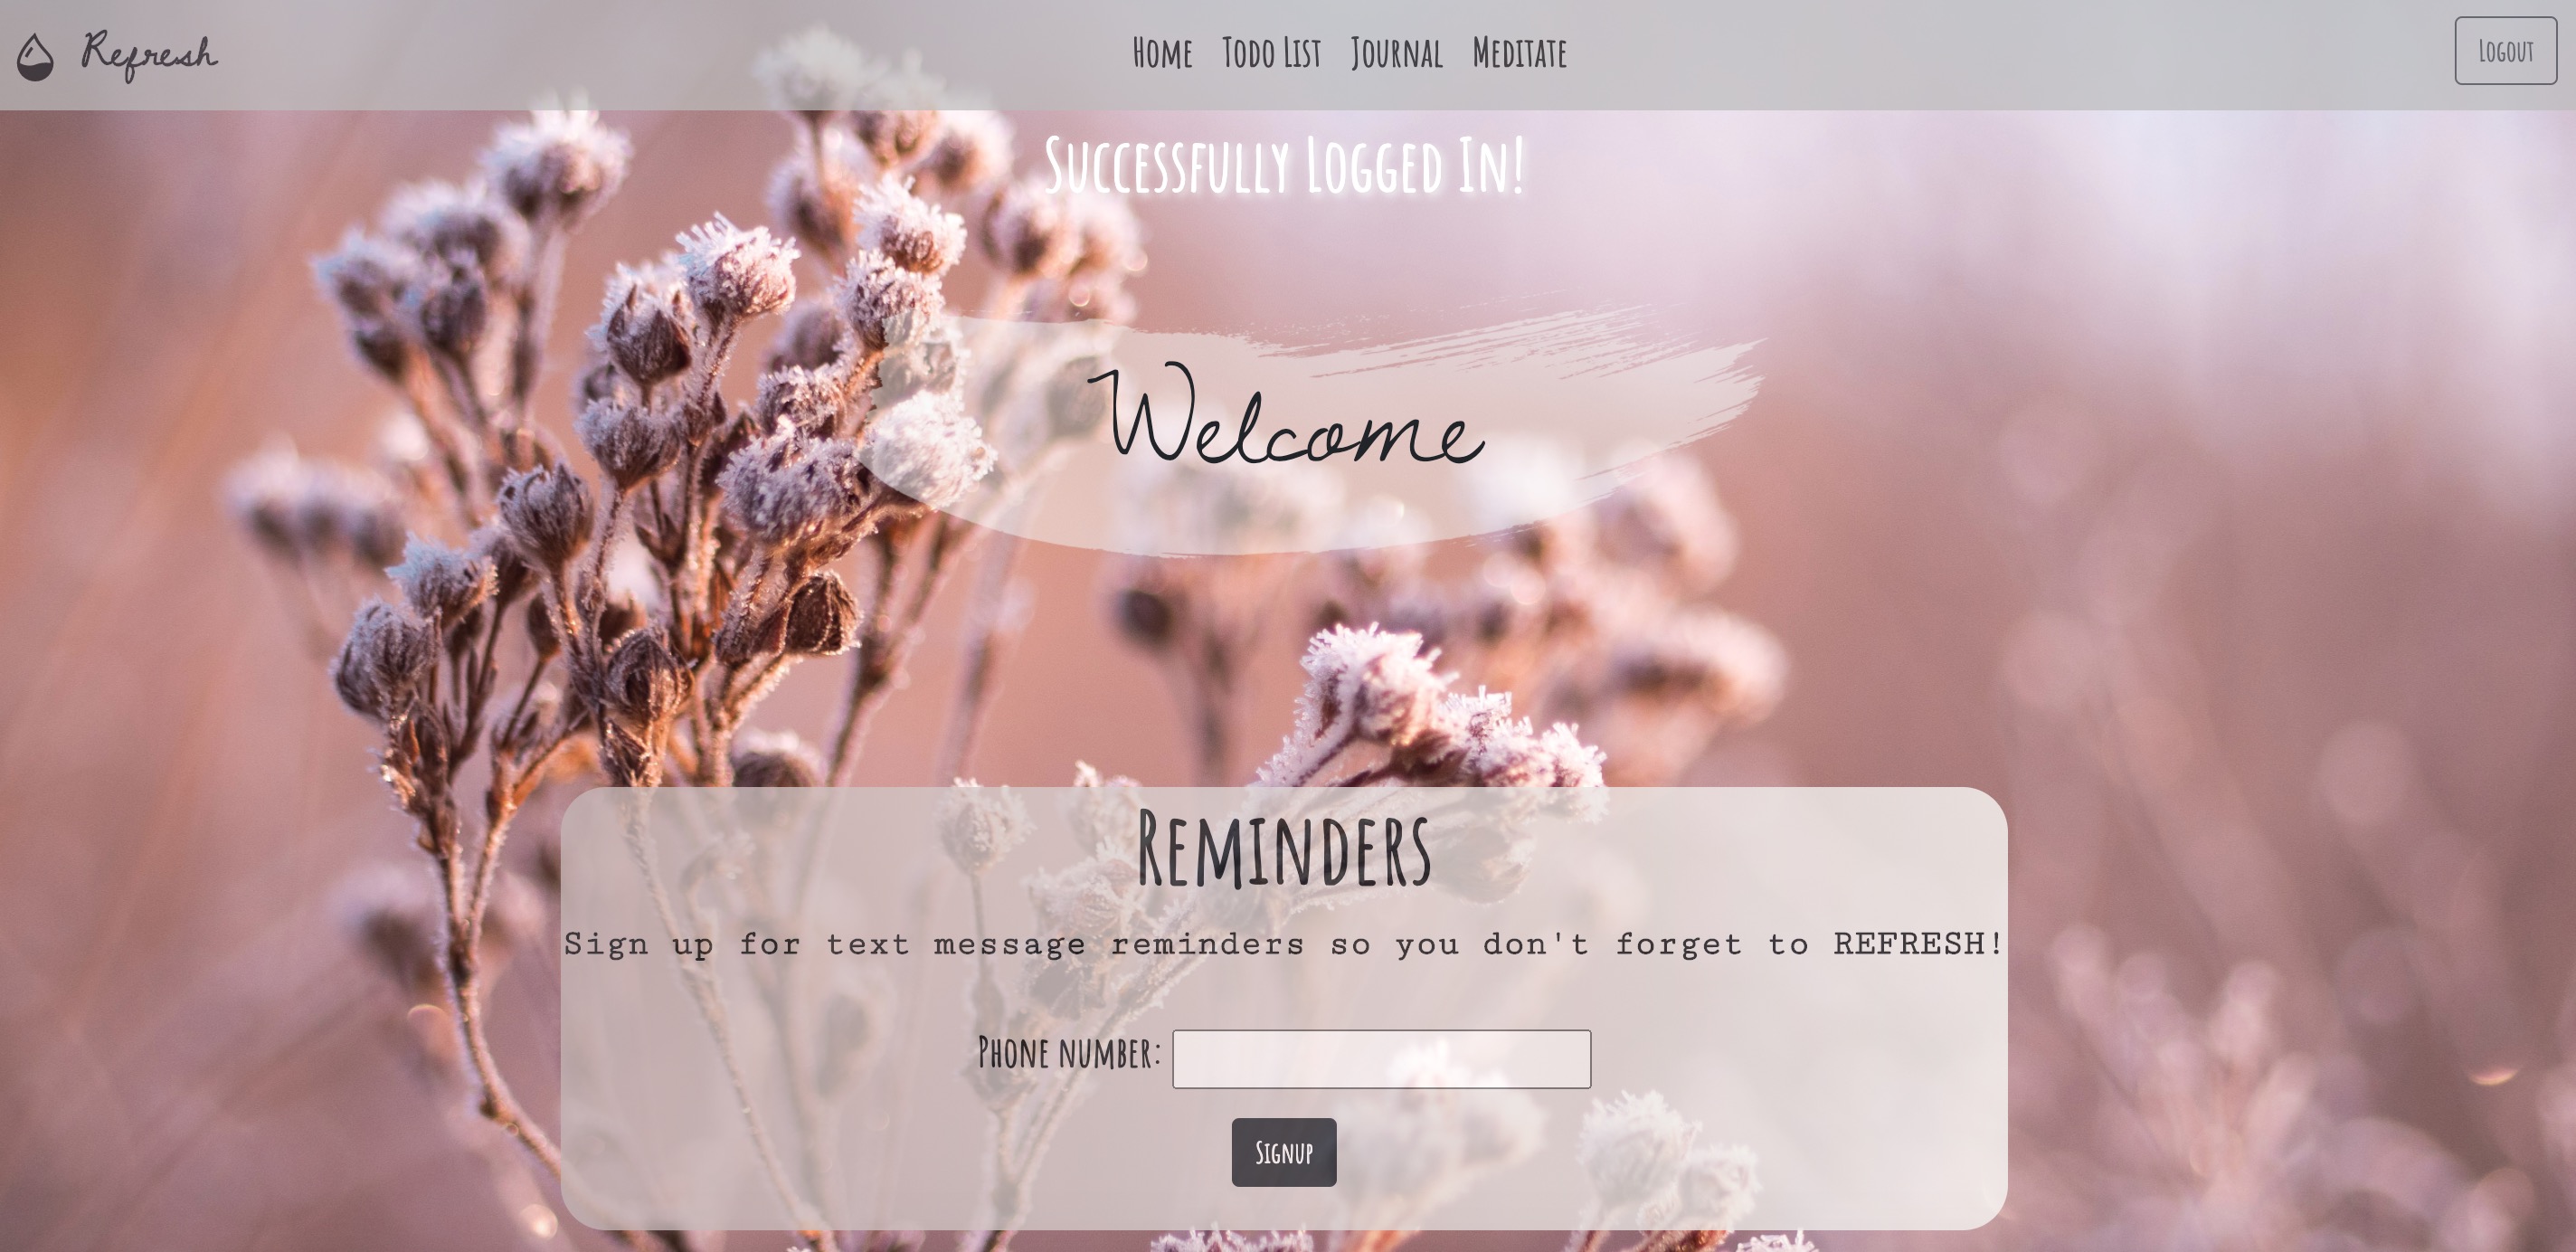 Refresh
Home Todo List Journal Meditate
Logout
Successfully Logged In!
Welcome
Reminders
Sign up for text message reminders so you don't forget to REFRESH!
Phone number:
Signup